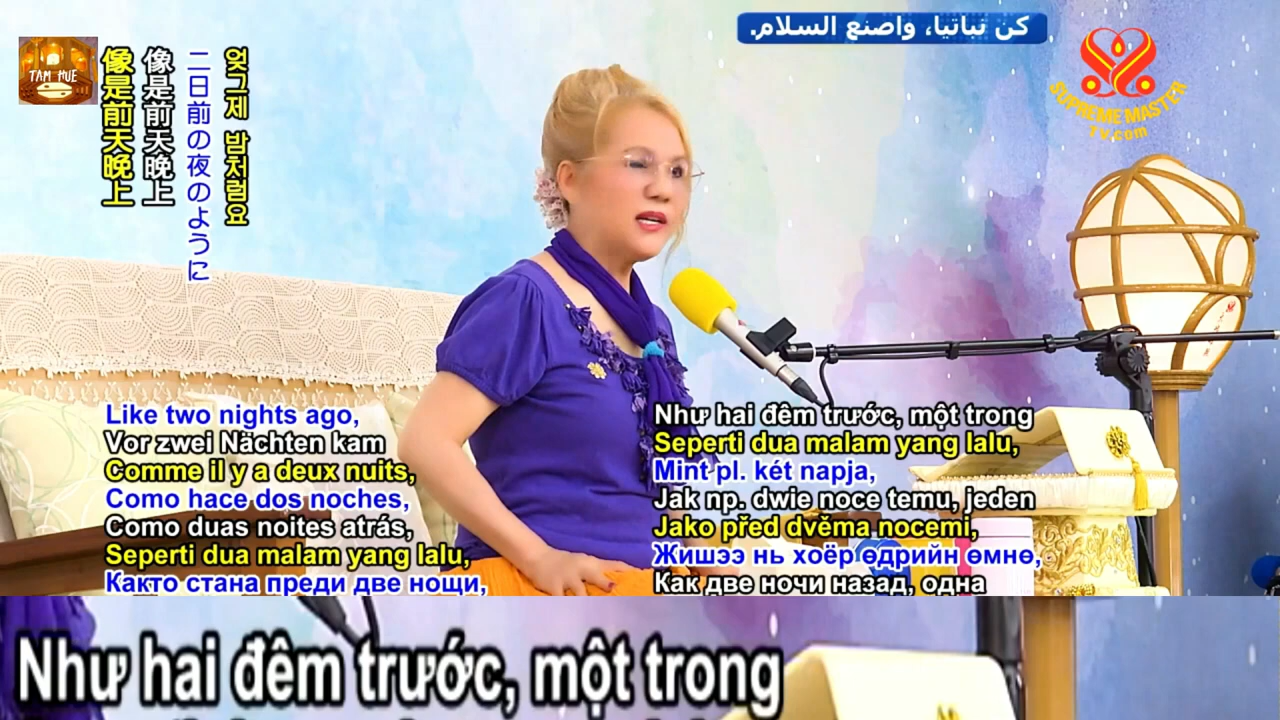 كن نباتيا، واصنع السلام.
TAM HUE
SUPREME MASTER
TV.com
엊그제 밤처럼요
二日前の夜のように
像是前天晚上
像是前天晚上
Like two nights ago,
Vor zwei Nächten kam
Comme il y a deux nuits,
Como hace dos noches,
Como duas noites atrás,
Seperti dua malam yang lalu,
Както стана преди две нощи,
Như hai đêm trước, một trong
Seperti dua malam yang lalu,
Mint pl. két napja,
Jak np. dwie noce temu, jeden
Jako před dvěma nocemi,
Жишээ нь хоёр өдрийн өмнө,
Как две ночи назад, одна
Như hai đêm trước, một trong